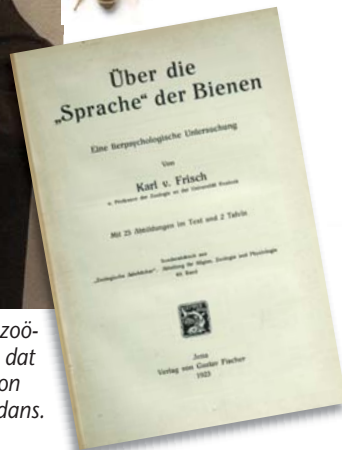 Über die
„Sprache“ der Bienen
Eine tierpsychologische Untersuchung
Von
Karl v. Frisch
o. Professor der Zoologie an der Universität Rostock
Mit 25 Abbildungen im Text und 2 Tafeln
Sonderabdruck aus
„Zoologische Jahrbücher“. Abteilung für Allgem. Zoologie und Physiologie
40. Band
Jena
Verlag von Gustav Fischer
1923
zoö-
dat
on
dans.